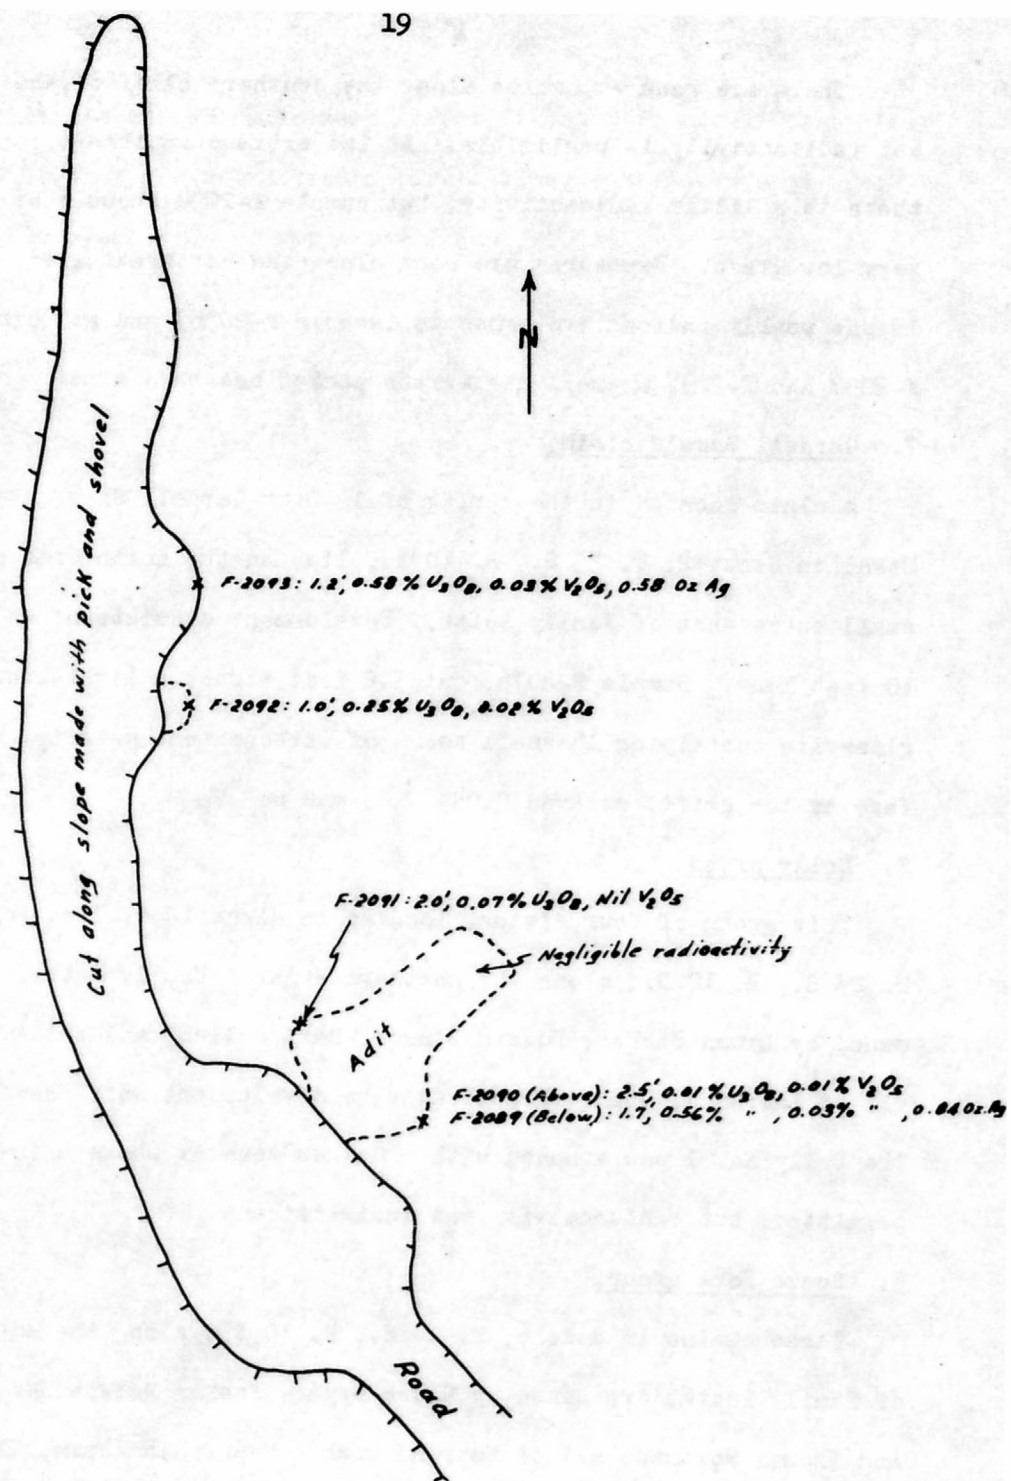 19
N
Cut along slope made with pick and shovel
F-2093: 1.2', 0.58% U3O8, 0.03% V2O5, 0.58 Oz Ag
F-2092: 1.0', 0.25% U3O8, 0.02% V2O5
F-2091: 2.0', 0.07% U3O8, Nil V2O5
Negligible radioactivity
Adit
F-2090 (Above): 2.5', 0.01% U3O8, 0.01% V2O5
F-2089 (Below): 1.7', 0.56% " , 0.03% " , 0.84 Oz. Ag
Road